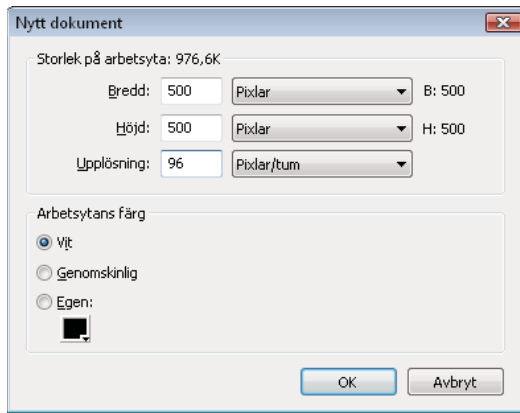 Nytt dokument
Storlek på arbetsyta: 976,6K
Bredd: 500 Pixlar B: 500
Höjd: 500 Pixlar H: 500
Upplösning: 96 Pixlar/tum
Arbetsytans färg
Vit
Genomskinlig
Egen:
OK Avbryt